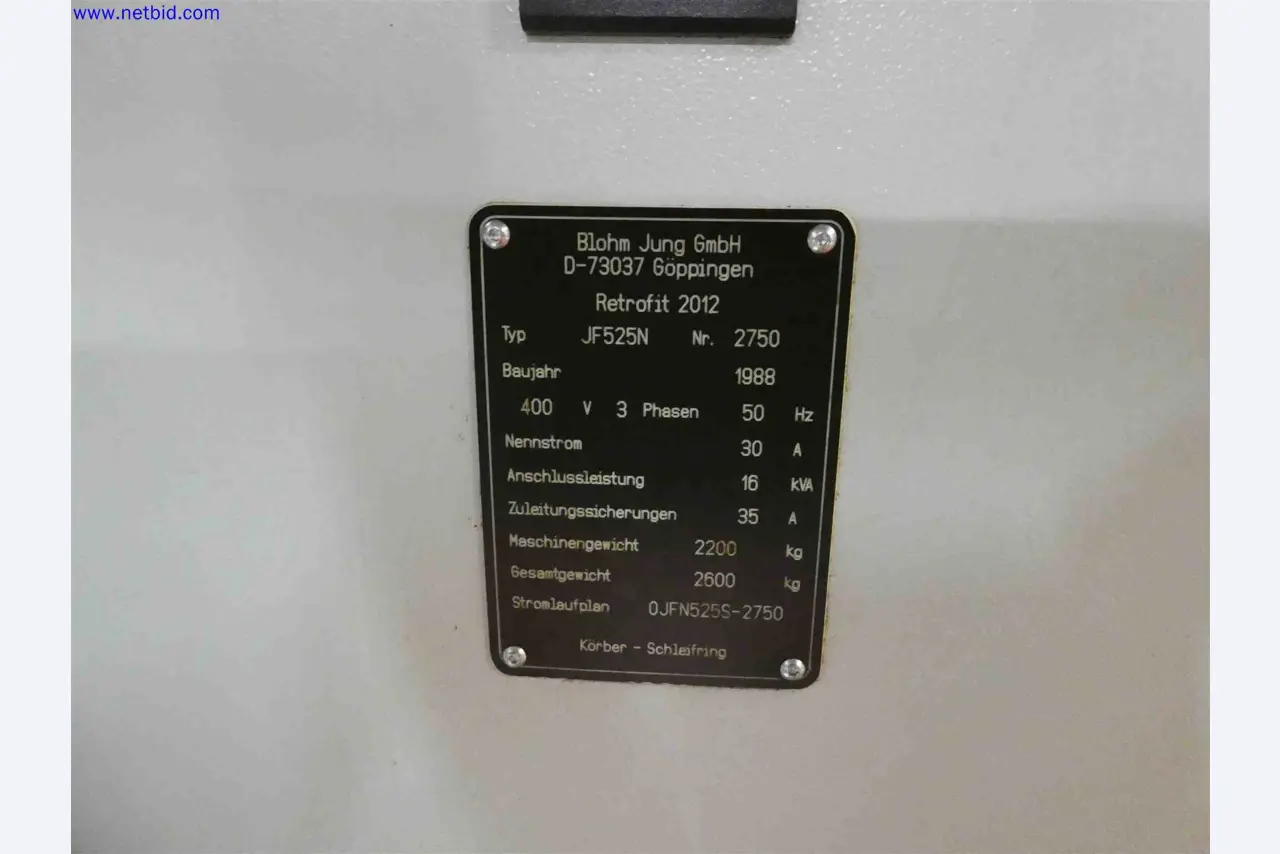 www.netbid.com
Blohm Jung GmbH
D-73037 Göppingen
Retrofit 2012
Typ JF525N Nr. 2750
Baujahr 1988
400 V 3 Phasen 50 Hz
Nennstrom 30 A
Anschlussleistung 16 kVA
Zuleitungssicherungen 35 A
Maschinengewicht 2200 kg
Gesamtgewicht 2600 kg
Stromlaufplan 0JFN525S-2750
Körber - Schleifring